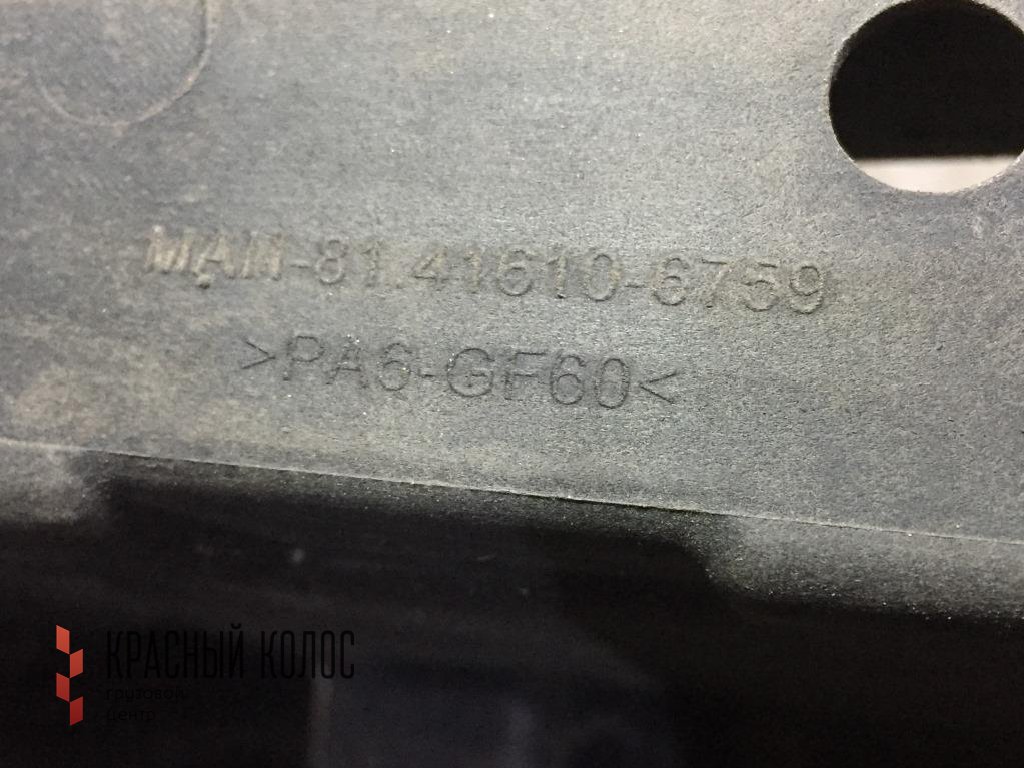 MAN-81.41610-6759
>PA6-GF60<
КРАСНЫЙ КОЛОС
грузовой
центр